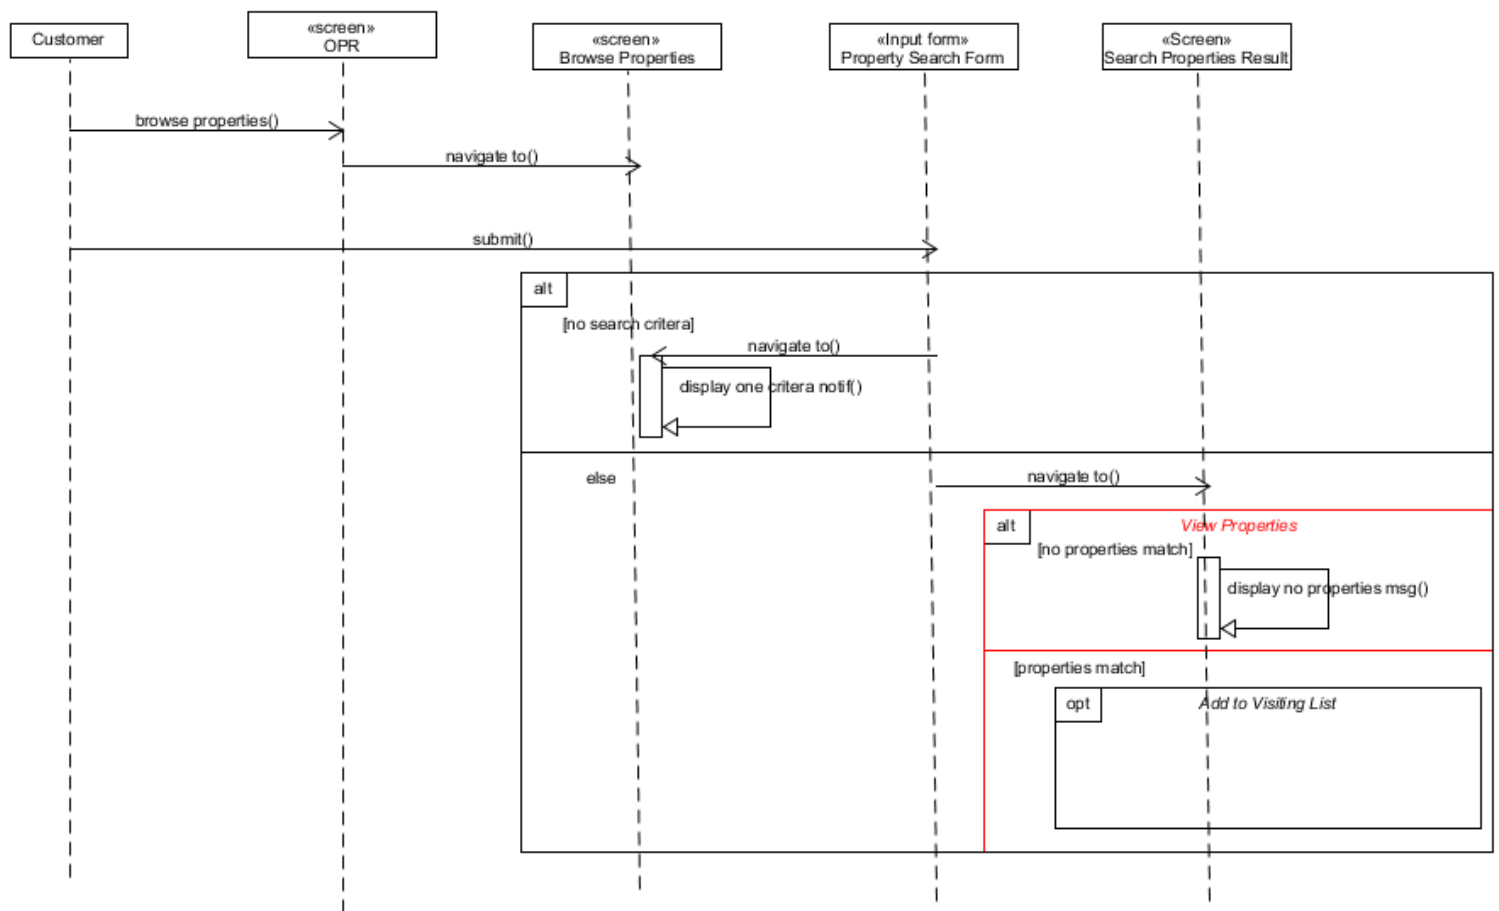 Customer
«screen»
OPR
«screen»
Browse Properties
«Input form»
Property Search Form
«Screen»
Search Properties Result
browse properties()
navigate to()
submit()
alt
[no search critera]
navigate to()
display one critera notif()
else
navigate to()
alt
View Properties
[no properties match]
display no properties msg()
[properties match]
opt
Add to Visiting List